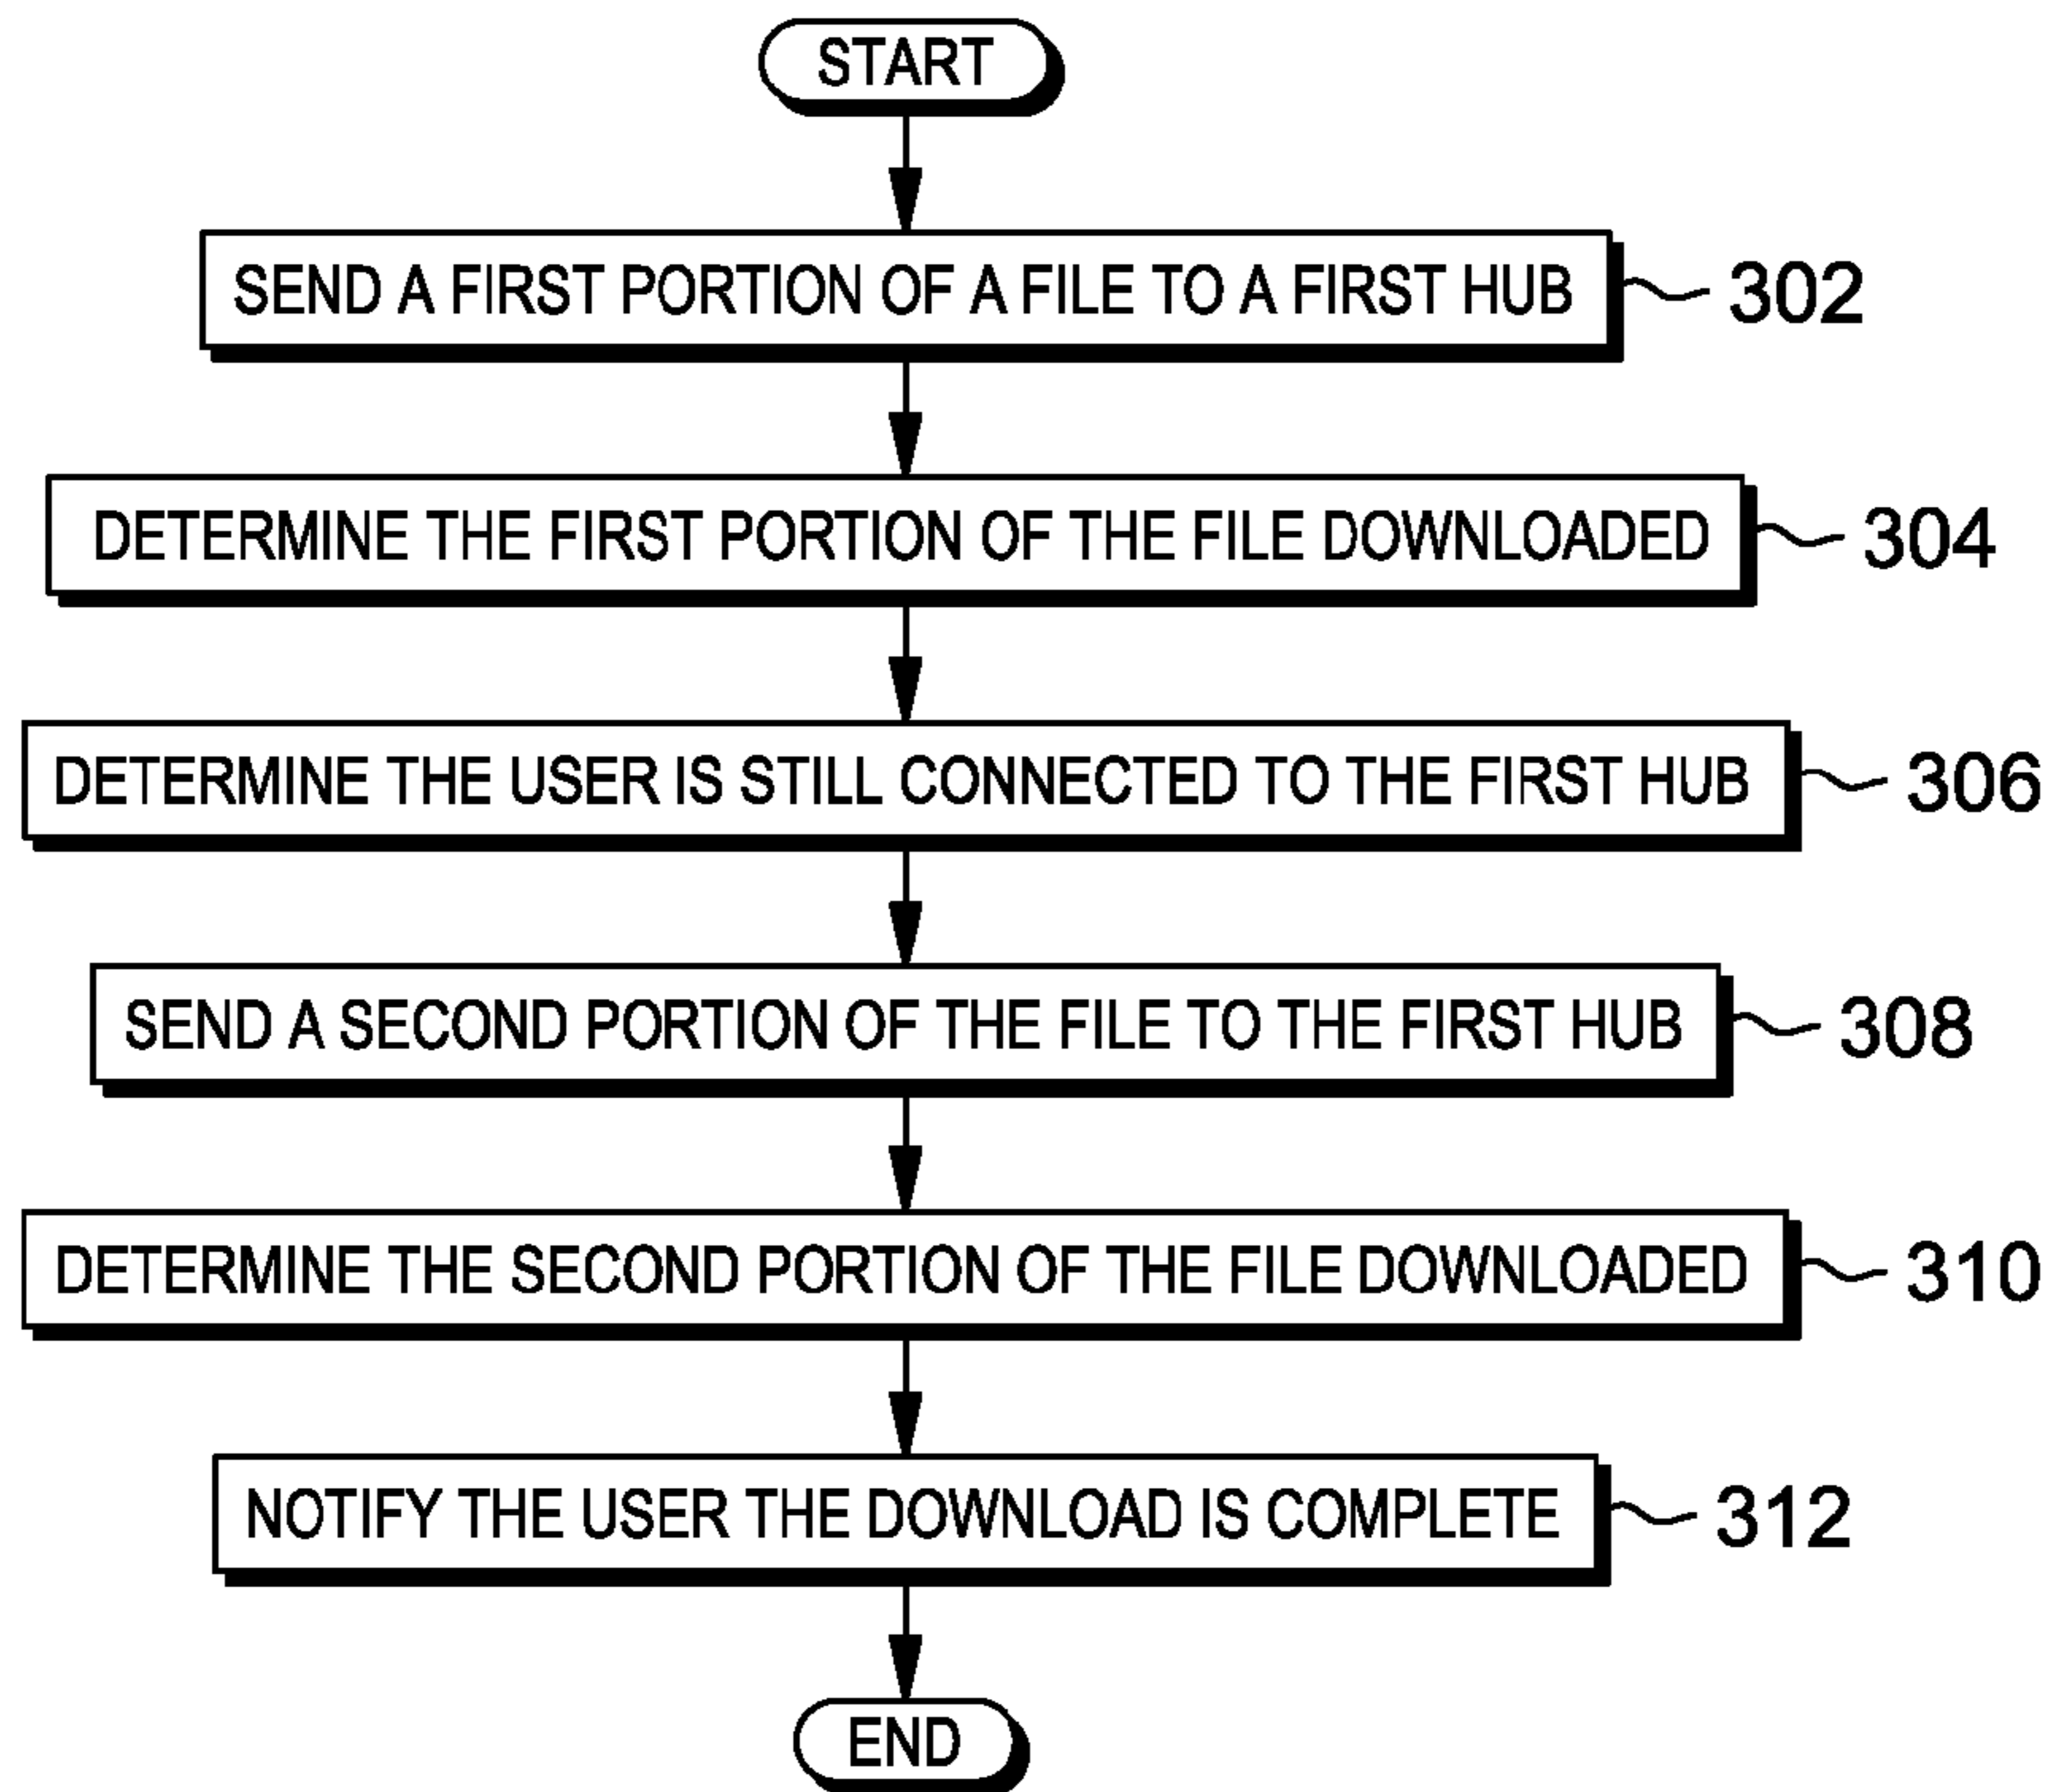 START
SEND A FIRST PORTION OF A FILE TO A FIRST HUB 302
DETERMINE THE FIRST PORTION OF THE FILE DOWNLOADED 304
DETERMINE THE USER IS STILL CONNECTED TO THE FIRST HUB 306
SEND A SECOND PORTION OF THE FILE TO THE FIRST HUB 308
DETERMINE THE SECOND PORTION OF THE FILE DOWNLOADED 310
NOTIFY THE USER THE DOWNLOAD IS COMPLETE 312
END